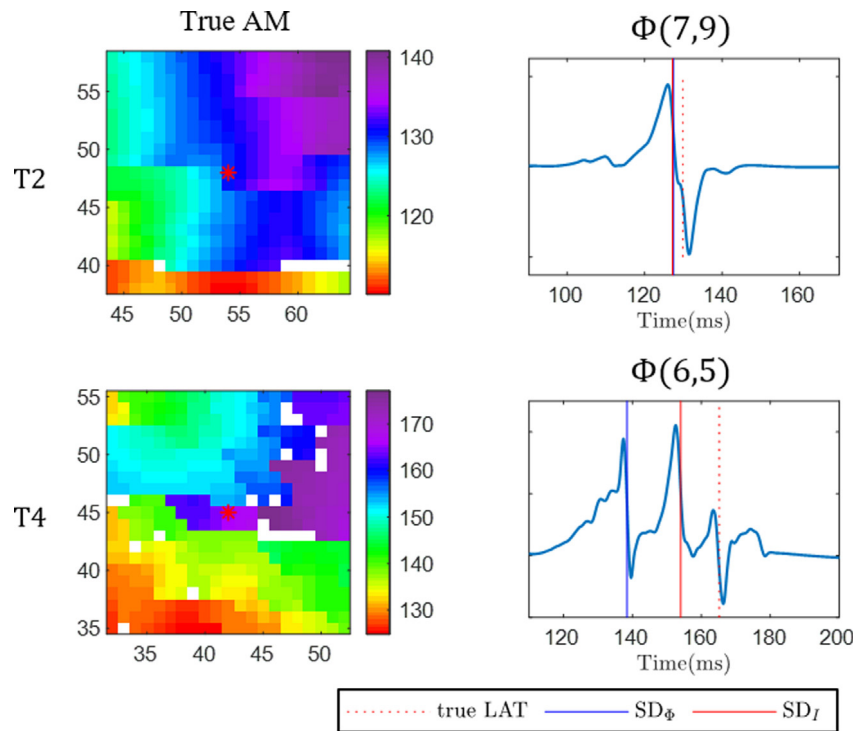 True AM
Φ(7,9)
T2
55
50
45
40
45 50 55 60
140
130
120
100 120 140 160
Time(ms)
Φ(6,5)
T4
55
50
45
40
35
35 40 45 50
170
160
150
140
130
120 140 160 180 200
Time(ms)
true LAT SD_Φ SD_I